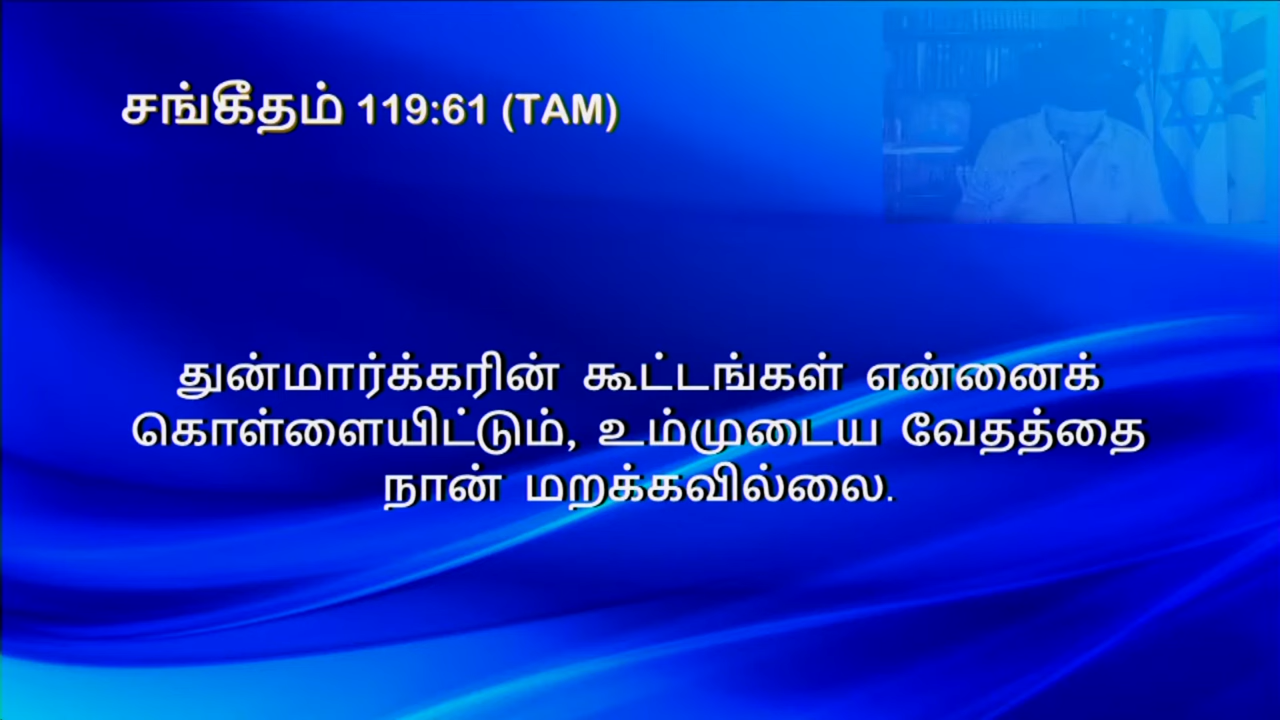 சங்கீதம் 119:61 (TAM)
துன்மார்க்கரின் கூட்டங்கள் என்னைக்
கொள்ளையிட்டும், உம்முடைய வேதத்தை
நான் மறக்கவில்லை.